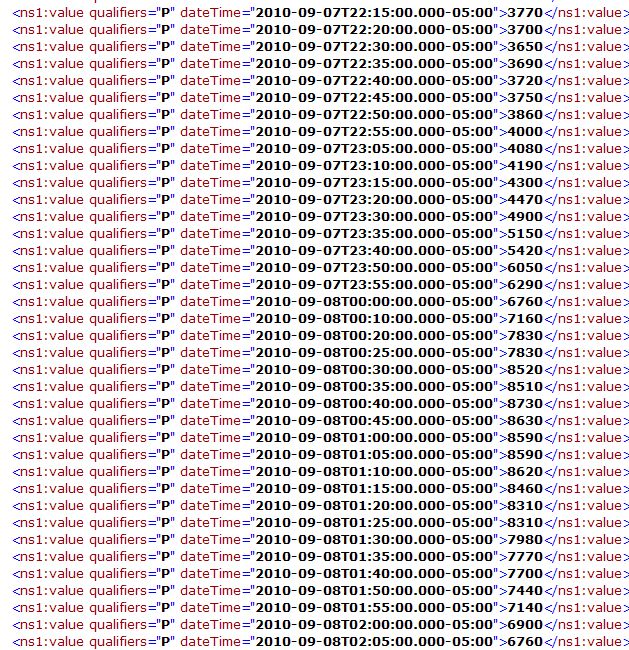 <ns1:value qualifiers="P" dateTime="2010-09-07T22:15:00.000-05:00">3770</ns1:value>
<ns1:value qualifiers="P" dateTime="2010-09-07T22:20:00.000-05:00">3700</ns1:value>
<ns1:value qualifiers="P" dateTime="2010-09-07T22:30:00.000-05:00">3650</ns1:value>
<ns1:value qualifiers="P" dateTime="2010-09-07T22:35:00.000-05:00">3690</ns1:value>
<ns1:value qualifiers="P" dateTime="2010-09-07T22:40:00.000-05:00">3720</ns1:value>
<ns1:value qualifiers="P" dateTime="2010-09-07T22:45:00.000-05:00">3750</ns1:value>
<ns1:value qualifiers="P" dateTime="2010-09-07T22:50:00.000-05:00">3860</ns1:value>
<ns1:value qualifiers="P" dateTime="2010-09-07T22:55:00.000-05:00">4000</ns1:value>
<ns1:value qualifiers="P" dateTime="2010-09-07T23:05:00.000-05:00">4080</ns1:value>
<ns1:value qualifiers="P" dateTime="2010-09-07T23:10:00.000-05:00">4190</ns1:value>
<ns1:value qualifiers="P" dateTime="2010-09-07T23:15:00.000-05:00">4300</ns1:value>
<ns1:value qualifiers="P" dateTime="2010-09-07T23:20:00.000-05:00">4470</ns1:value>
<ns1:value qualifiers="P" dateTime="2010-09-07T23:30:00.000-05:00">4900</ns1:value>
<ns1:value qualifiers="P" dateTime="2010-09-07T23:35:00.000-05:00">5150</ns1:value>
<ns1:value qualifiers="P" dateTime="2010-09-07T23:40:00.000-05:00">5420</ns1:value>
<ns1:value qualifiers="P" dateTime="2010-09-07T23:50:00.000-05:00">6050</ns1:value>
<ns1:value qualifiers="P" dateTime="2010-09-07T23:55:00.000-05:00">6290</ns1:value>
<ns1:value qualifiers="P" dateTime="2010-09-08T00:00:00.000-05:00">6760</ns1:value>
<ns1:value qualifiers="P" dateTime="2010-09-08T00:10:00.000-05:00">7160</ns1:value>
<ns1:value qualifiers="P" dateTime="2010-09-08T00:20:00.000-05:00">7830</ns1:value>
<ns1:value qualifiers="P" dateTime="2010-09-08T00:25:00.000-05:00">7830</ns1:value>
<ns1:value qualifiers="P" dateTime="2010-09-08T00:30:00.000-05:00">8520</ns1:value>
<ns1:value qualifiers="P" dateTime="2010-09-08T00:35:00.000-05:00">8510</ns1:value>
<ns1:value qualifiers="P" dateTime="2010-09-08T00:40:00.000-05:00">8730</ns1:value>
<ns1:value qualifiers="P" dateTime="2010-09-08T00:45:00.000-05:00">8630</ns1:value>
<ns1:value qualifiers="P" dateTime="2010-09-08T01:00:00.000-05:00">8590</ns1:value>
<ns1:value qualifiers="P" dateTime="2010-09-08T01:05:00.000-05:00">8590</ns1:value>
<ns1:value qualifiers="P" dateTime="2010-09-08T01:10:00.000-05:00">8620</ns1:value>
<ns1:value qualifiers="P" dateTime="2010-09-08T01:15:00.000-05:00">8460</ns1:value>
<ns1:value qualifiers="P" dateTime="2010-09-08T01:20:00.000-05:00">8310</ns1:value>
<ns1:value qualifiers="P" dateTime="2010-09-08T01:25:00.000-05:00">8310</ns1:value>
<ns1:value qualifiers="P" dateTime="2010-09-08T01:30:00.000-05:00">7980</ns1:value>
<ns1:value qualifiers="P" dateTime="2010-09-08T01:35:00.000-05:00">7770</ns1:value>
<ns1:value qualifiers="P" dateTime="2010-09-08T01:40:00.000-05:00">7700</ns1:value>
<ns1:value qualifiers="P" dateTime="2010-09-08T01:50:00.000-05:00">7440</ns1:value>
<ns1:value qualifiers="P" dateTime="2010-09-08T01:55:00.000-05:00">7140</ns1:value>
<ns1:value qualifiers="P" dateTime="2010-09-08T02:00:00.000-05:00">6900</ns1:value>
<ns1:value qualifiers="P" dateTime="2010-09-08T02:05:00.000-05:00">6760</ns1:value>